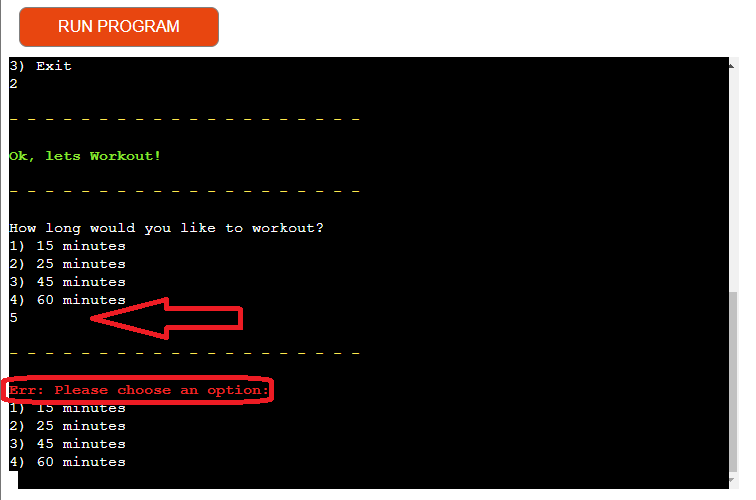 RUN PROGRAM
3) Exit
2
- - - - - - - - - - - - - - - - - - - -
Ok, lets Workout!
- - - - - - - - - - - - - - - - - - - -
How long would you like to workout?
1) 15 minutes
2) 25 minutes
3) 45 minutes
4) 60 minutes
5
- - - - - - - - - - - - - - - - - - - -
Err: Please choose an option:
1) 15 minutes
2) 25 minutes
3) 45 minutes
4) 60 minutes